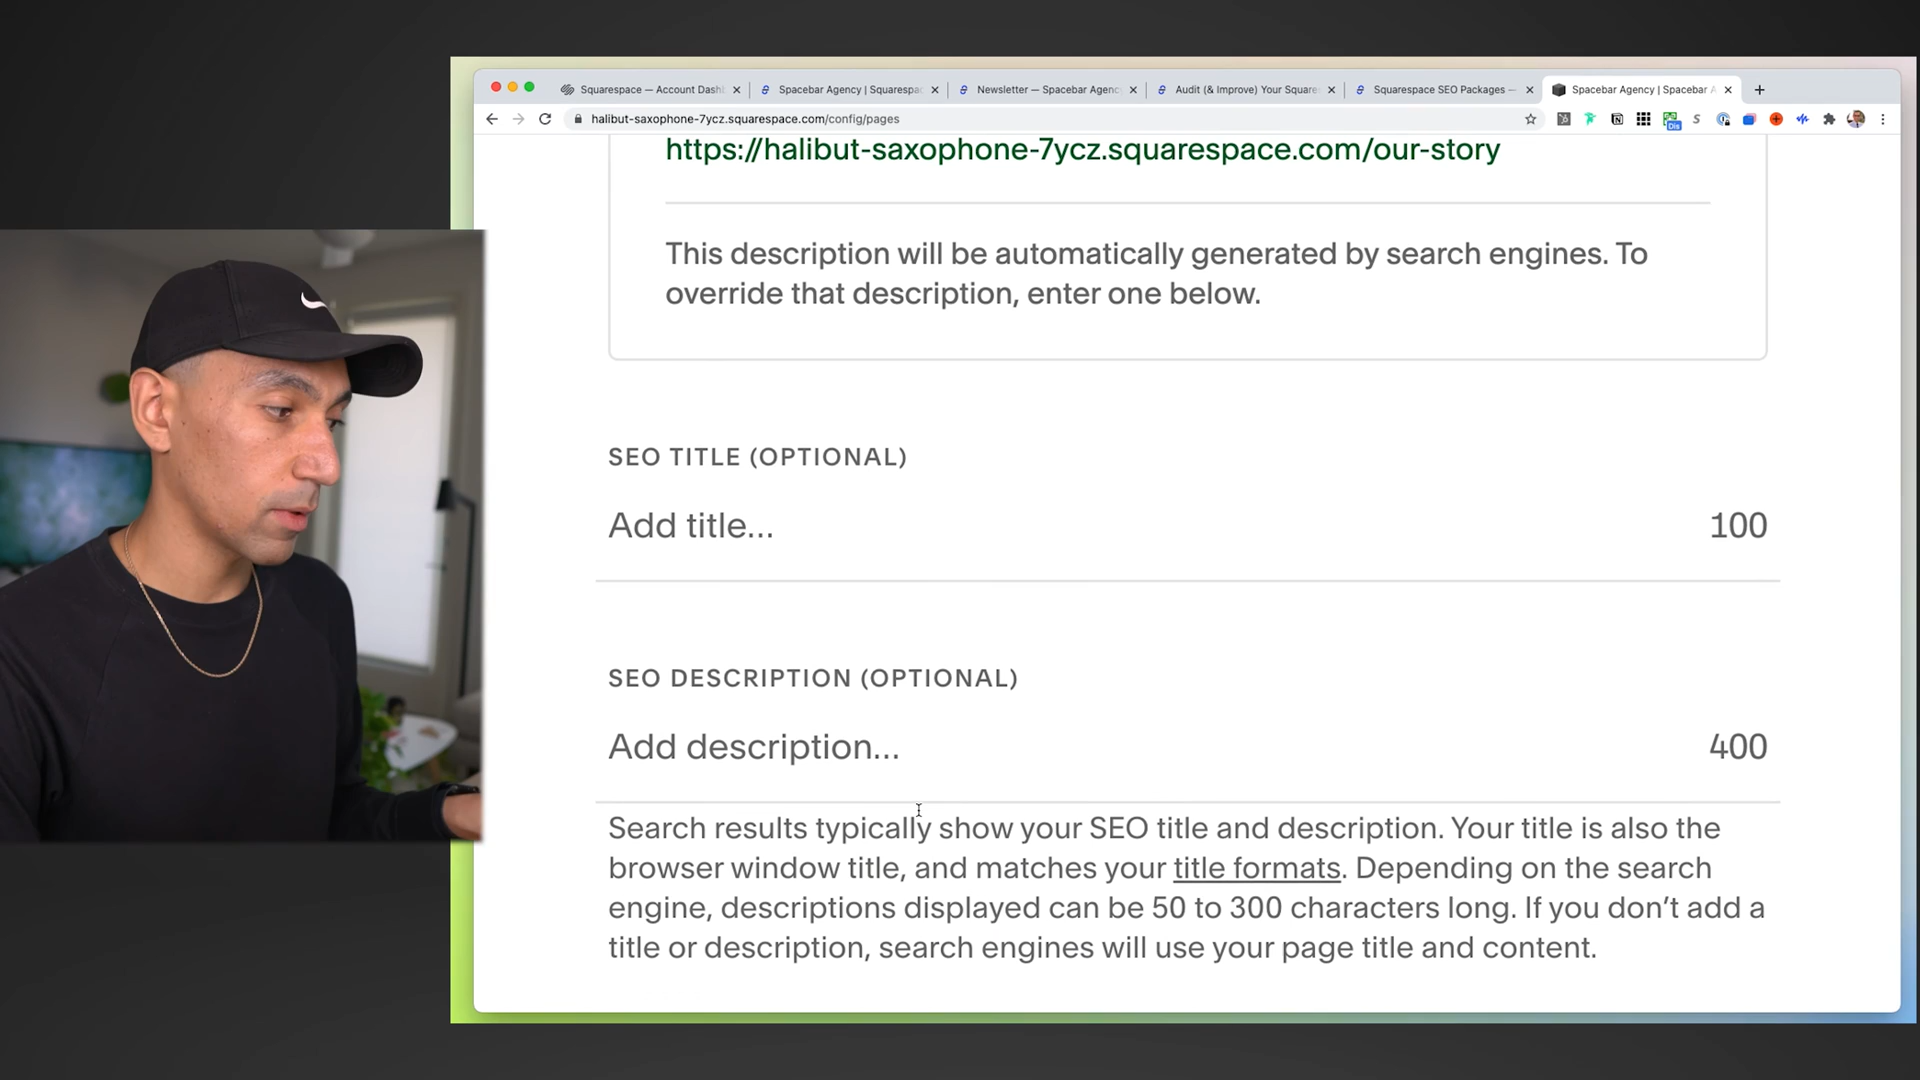 Squarespace — Account Dash
Spacebar Agency | Squarespac
Newsletter — Spacebar Agenc
Audit (& Improve) Your Square
Squarespace SEO Packages —
Spacebar Agency | Spacebar A
halibut-saxophone-7ycz.squarespace.com/config/pages
Dis
https://halibut-saxophone-7ycz.squarespace.com/our-story
This description will be automatically generated by search engines. To
override that description, enter one below.
SEO TITLE (OPTIONAL)
Add title... 100
SEO DESCRIPTION (OPTIONAL)
Add description... 400
Search results typically show your SEO title and description. Your title is also the
browser window title, and matches your title formats. Depending on the search
engine, descriptions displayed can be 50 to 300 characters long. If you don’t add a
title or description, search engines will use your page title and content.